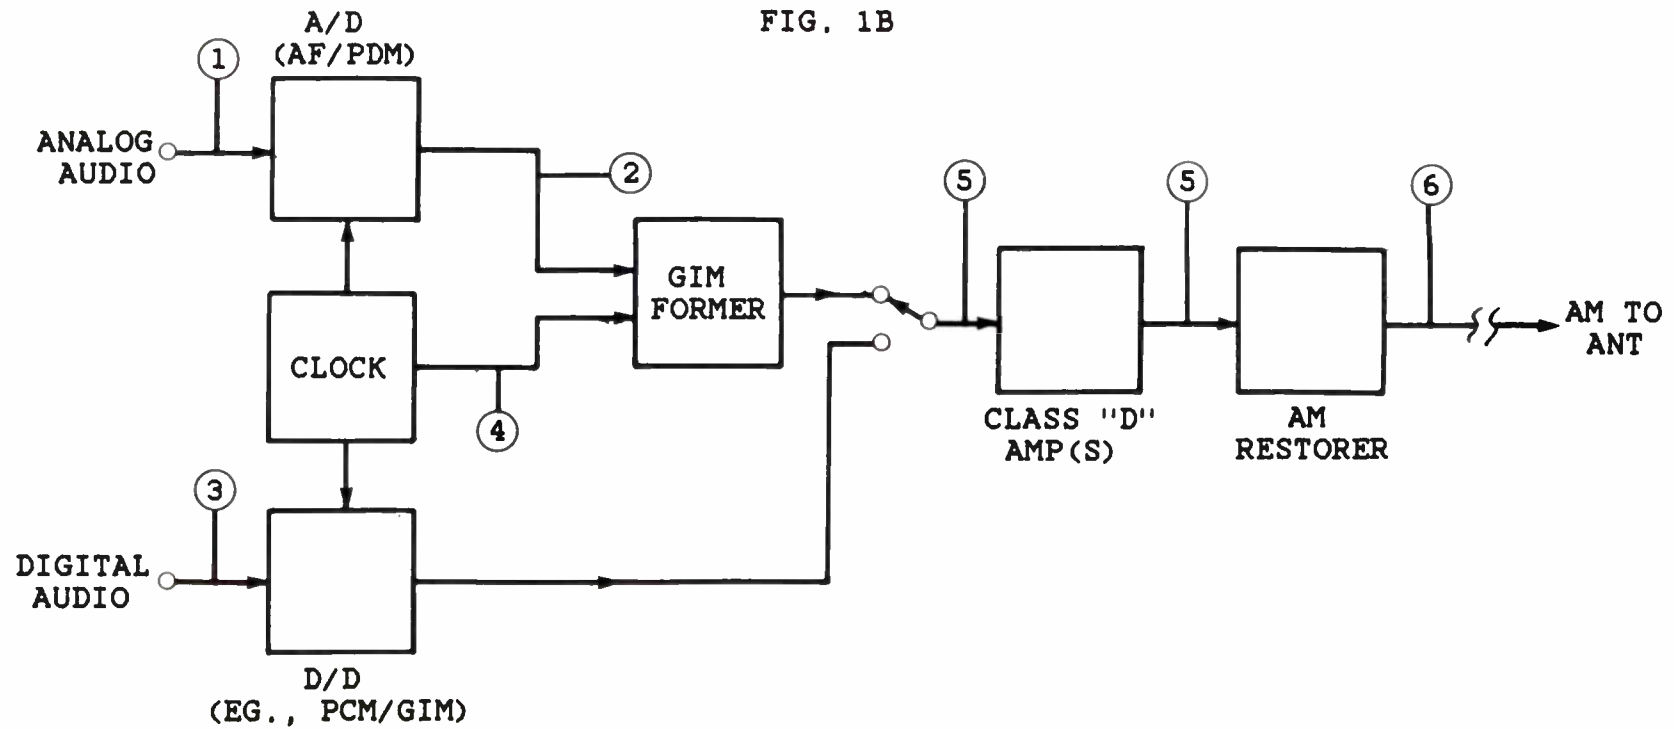 FIG. 1B
A/D
(AF/PDM)
1
ANALOG
AUDIO
2
5
5
6
GIM
FORMER
AM TO
ANT
CLOCK
4
CLASS "D"
AMP(S)
AM
RESTORER
3
DIGITAL
AUDIO
D/D
(EG., PCM/GIM)